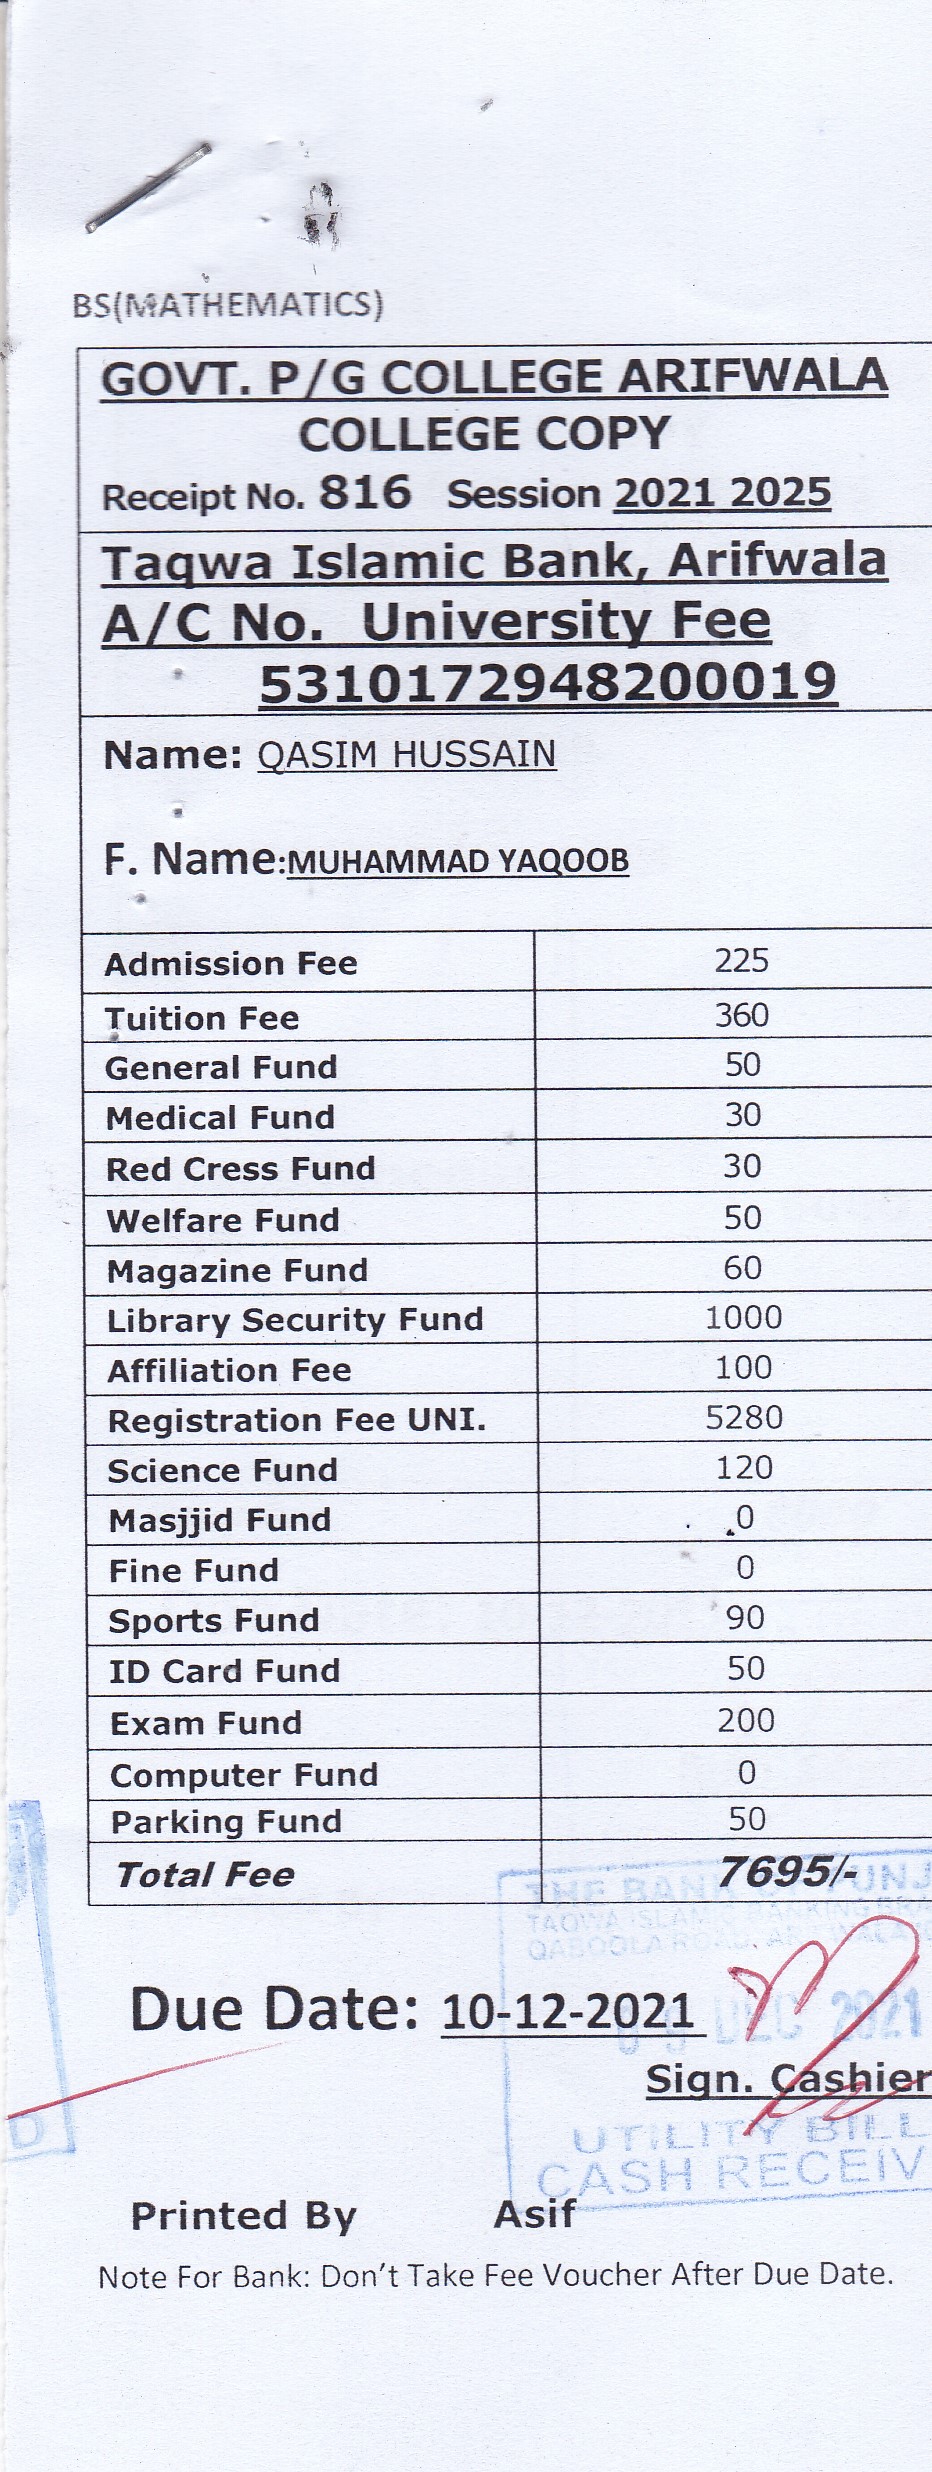 BS(MATHEMATICS)
GOVT. P/G COLLEGE ARIFWALA
COLLEGE COPY
Receipt No. 816 Session 2021 2025
Taqwa Islamic Bank, Arifwala
A/C No. University Fee
5310172948200019
Name: QASIM HUSSAIN
F. Name:MUHAMMAD YAQOOB
Admission Fee 225
Tuition Fee 360
General Fund 50
Medical Fund 30
Red Cress Fund 30
Welfare Fund 50
Magazine Fund 60
Library Security Fund 1000
Affiliation Fee 100
Registration Fee UNI. 5280
Science Fund 120
Masjjid Fund 0
Fine Fund 0
Sports Fund 90
ID Card Fund 50
Exam Fund 200
Computer Fund 0
Parking Fund 50
Total Fee 7695/-
THE BANK OF PUNJ
TAQWA ISLAMIC BANKING BRA
QABOOLA ROAD, ARIFWALA
Due Date: 10-12-2021
09 DEC 2021
Sign. Cashier
UTILITY BILL
CASH RECEIV
D
Printed By Asif
Note For Bank: Don't Take Fee Voucher After Due Date.